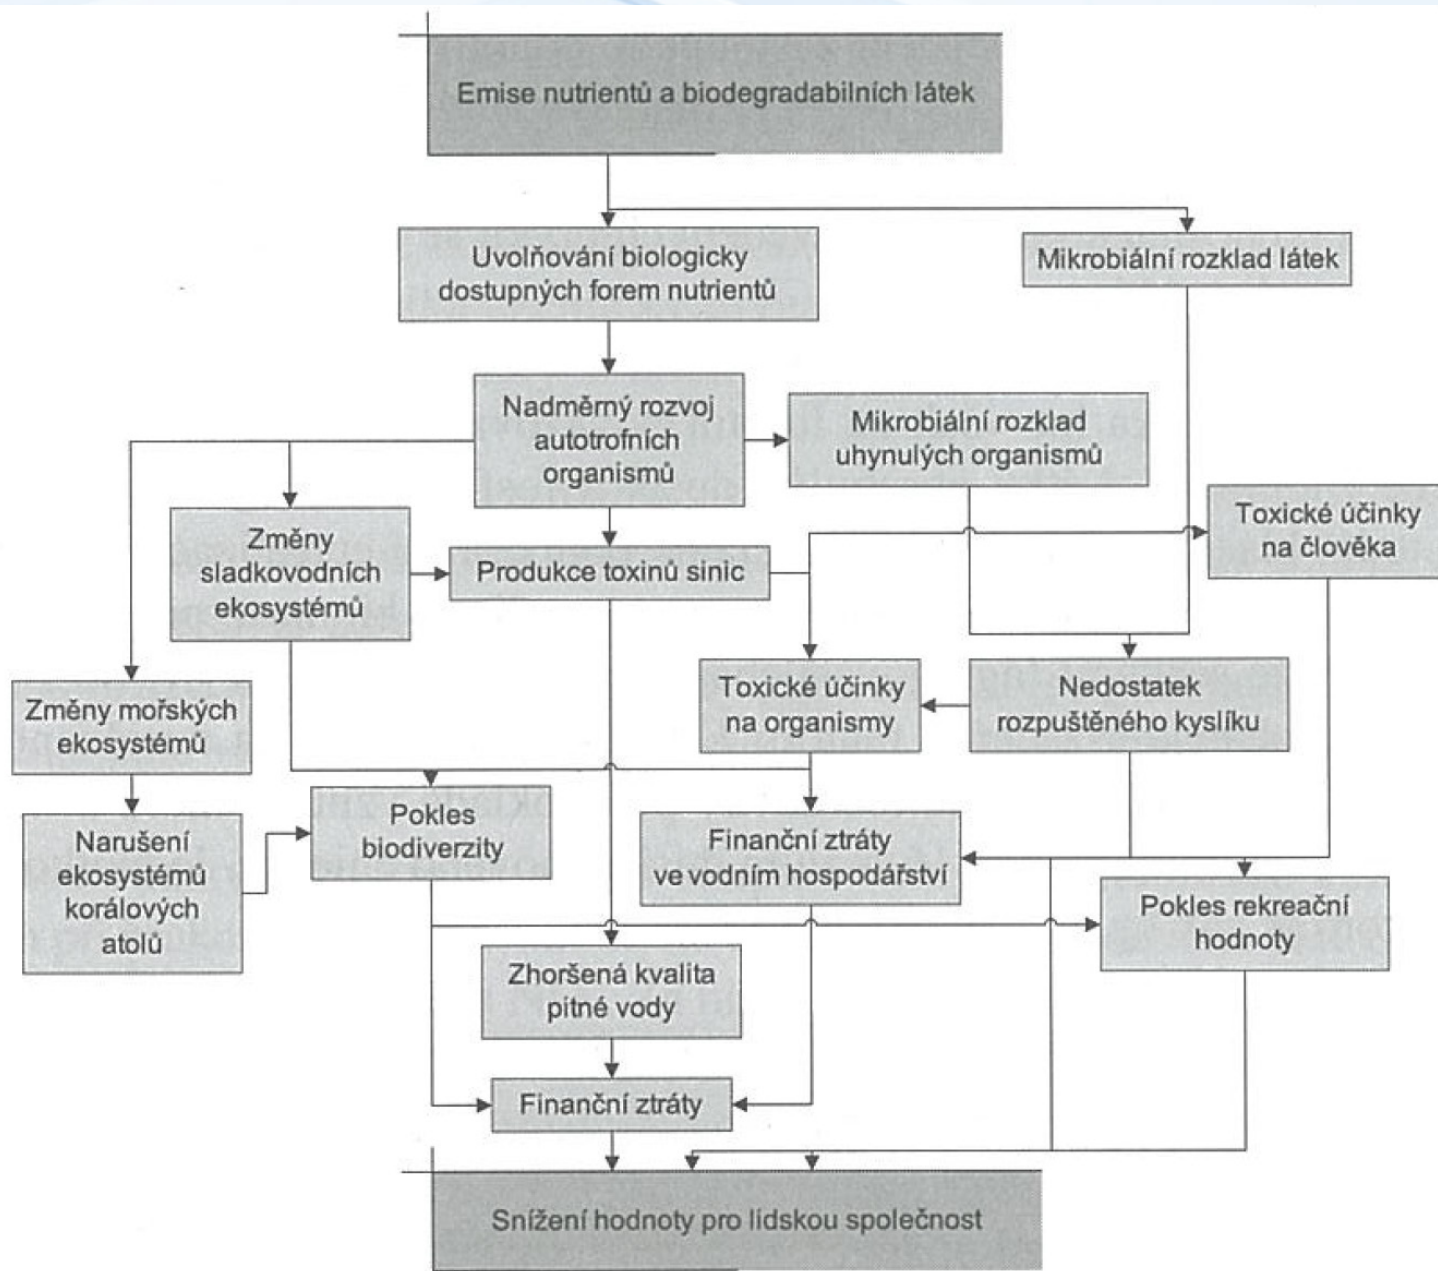 Emise nutrientů a biodegradabilních látek
Uvolňování biologicky
dostupných forem nutrientů
Mikrobiální rozklad látek
Nadměrný rozvoj
autotrofních
organismů
Mikrobiální rozklad
uhynulých organismů
Toxické účinky
na člověka
Změny
sladkovodních
ekosystémů
Produkce toxinů sinic
Změny mořských
ekosystémů
Toxické účinky
na organismy
Nedostatek
rozpuštěného kyslíku
Narušení
ekosystémů
korálových
atolů
Pokles
biodiverzity
Finanční ztráty
ve vodním hospodářství
Pokles rekreační
hodnoty
Zhoršená kvalita
pitné vody
Finanční ztráty
Snížení hodnoty pro lidskou společnost